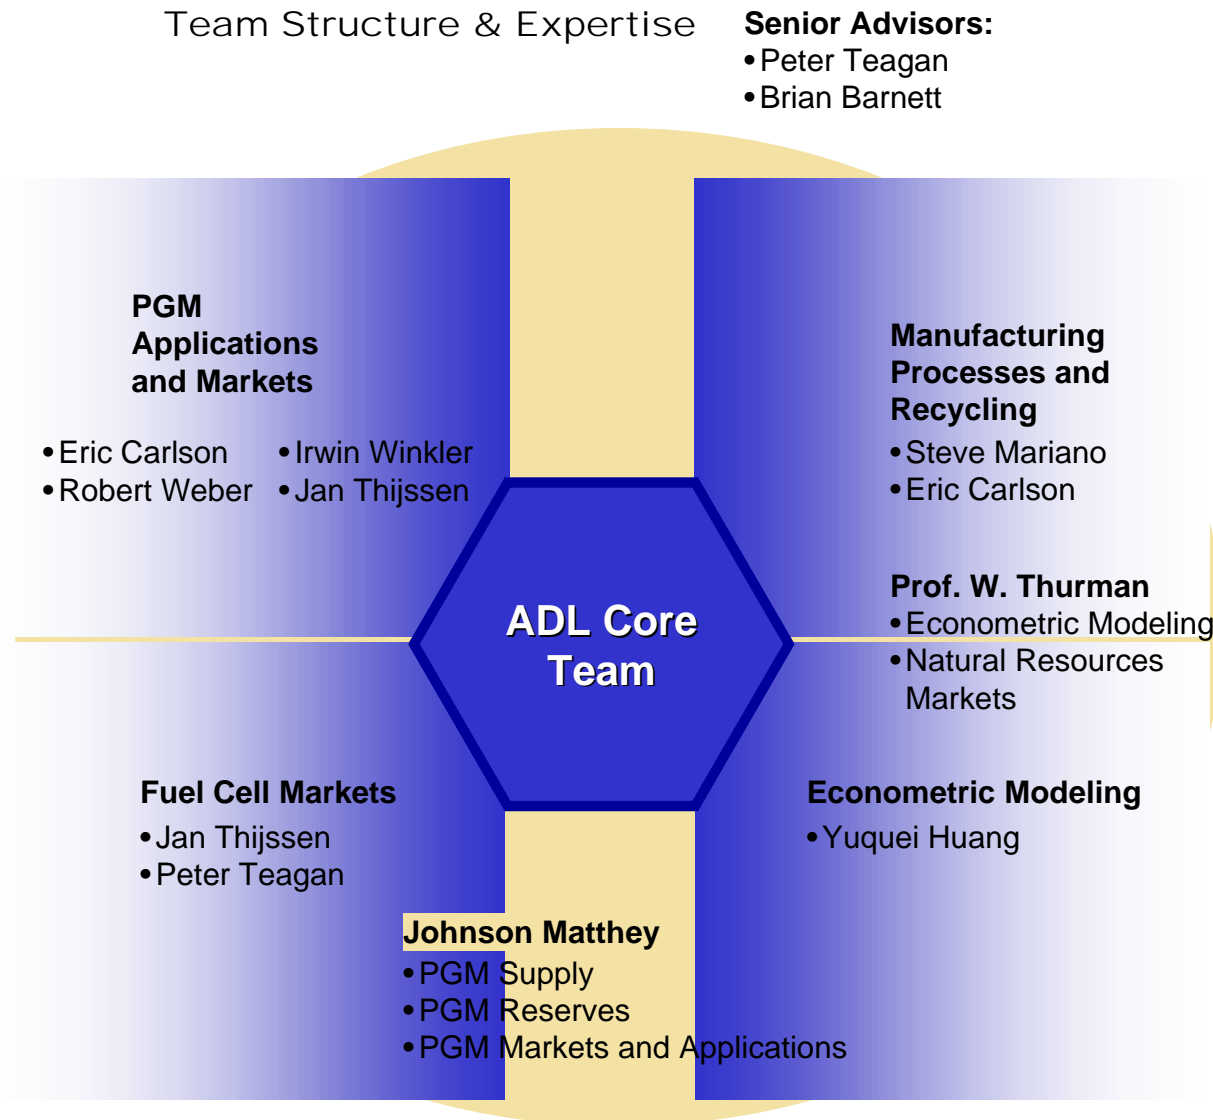 Team Structure & Expertise
Senior Advisors:
•Peter Teagan
•Brian Barnett
PGM
Applications
and Markets
•Eric Carlson •Irwin Winkler
•Robert Weber •Jan Thijssen
Manufacturing
Processes and
Recycling
•Steve Mariano
•Eric Carlson
Prof. W. Thurman
•Econometric Modeling
•Natural Resources
Markets
ADL Core
Team
Fuel Cell Markets
•Jan Thijssen
•Peter Teagan
Econometric Modeling
•Yuquei Huang
Johnson Matthey
•PGM Supply
•PGM Reserves
•PGM Markets and Applications